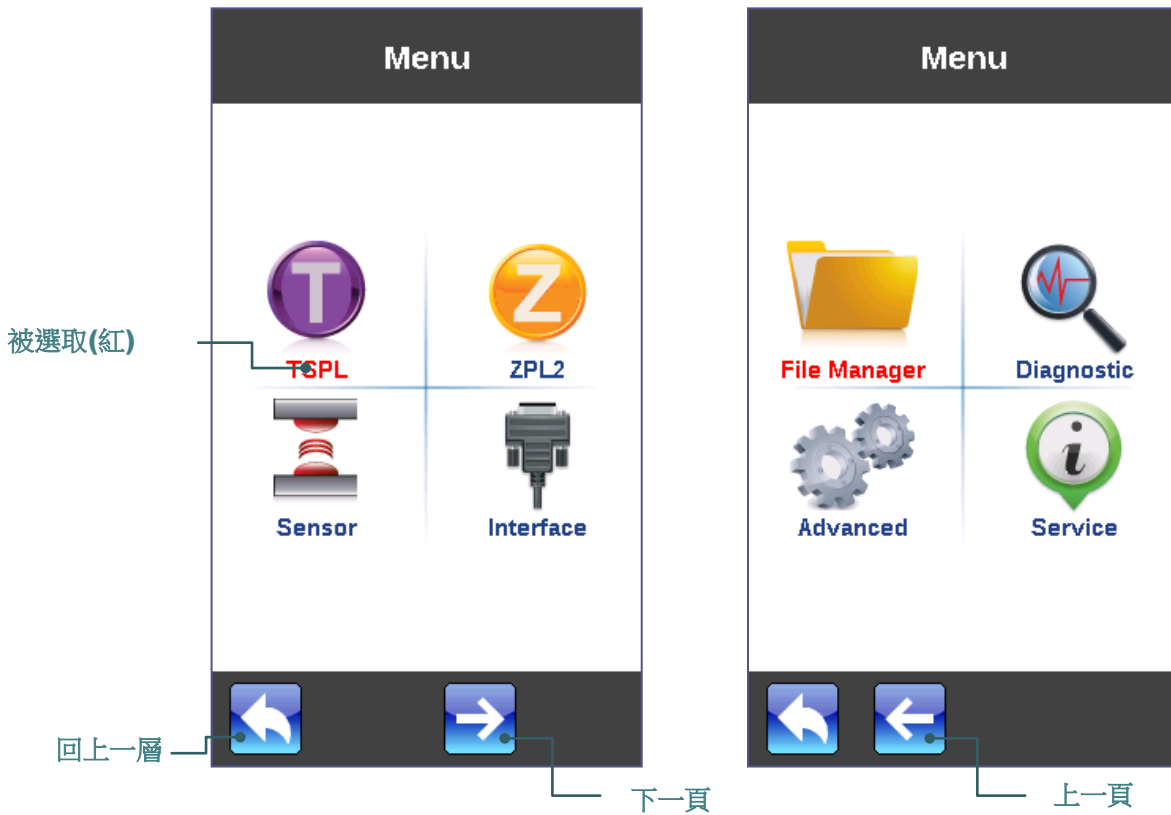 Menu
TSPL
ZPL2
Sensor
Interface
被選取(紅)
回上一層
下一頁
Menu
File Manager
Diagnostic
Advanced
Service
上一頁